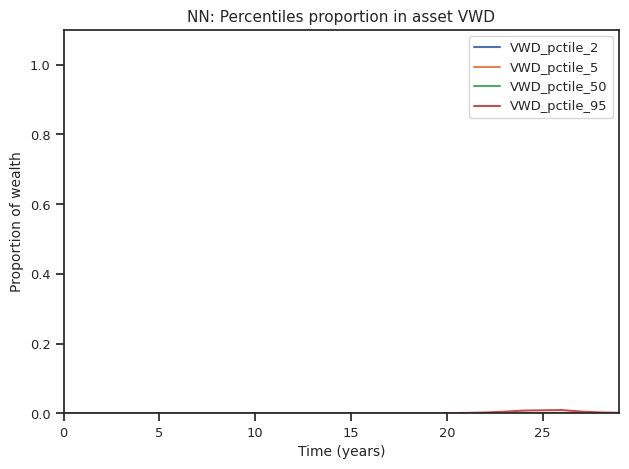 NN: Percentiles proportion in asset VWD
VWD_pctile_2
VWD_pctile_5
VWD_pctile_50
VWD_pctile_95
Proportion of wealth
1.0
0.8
0.6
0.4
0.2
0.0
0 5 10 15 20 25
Time (years)